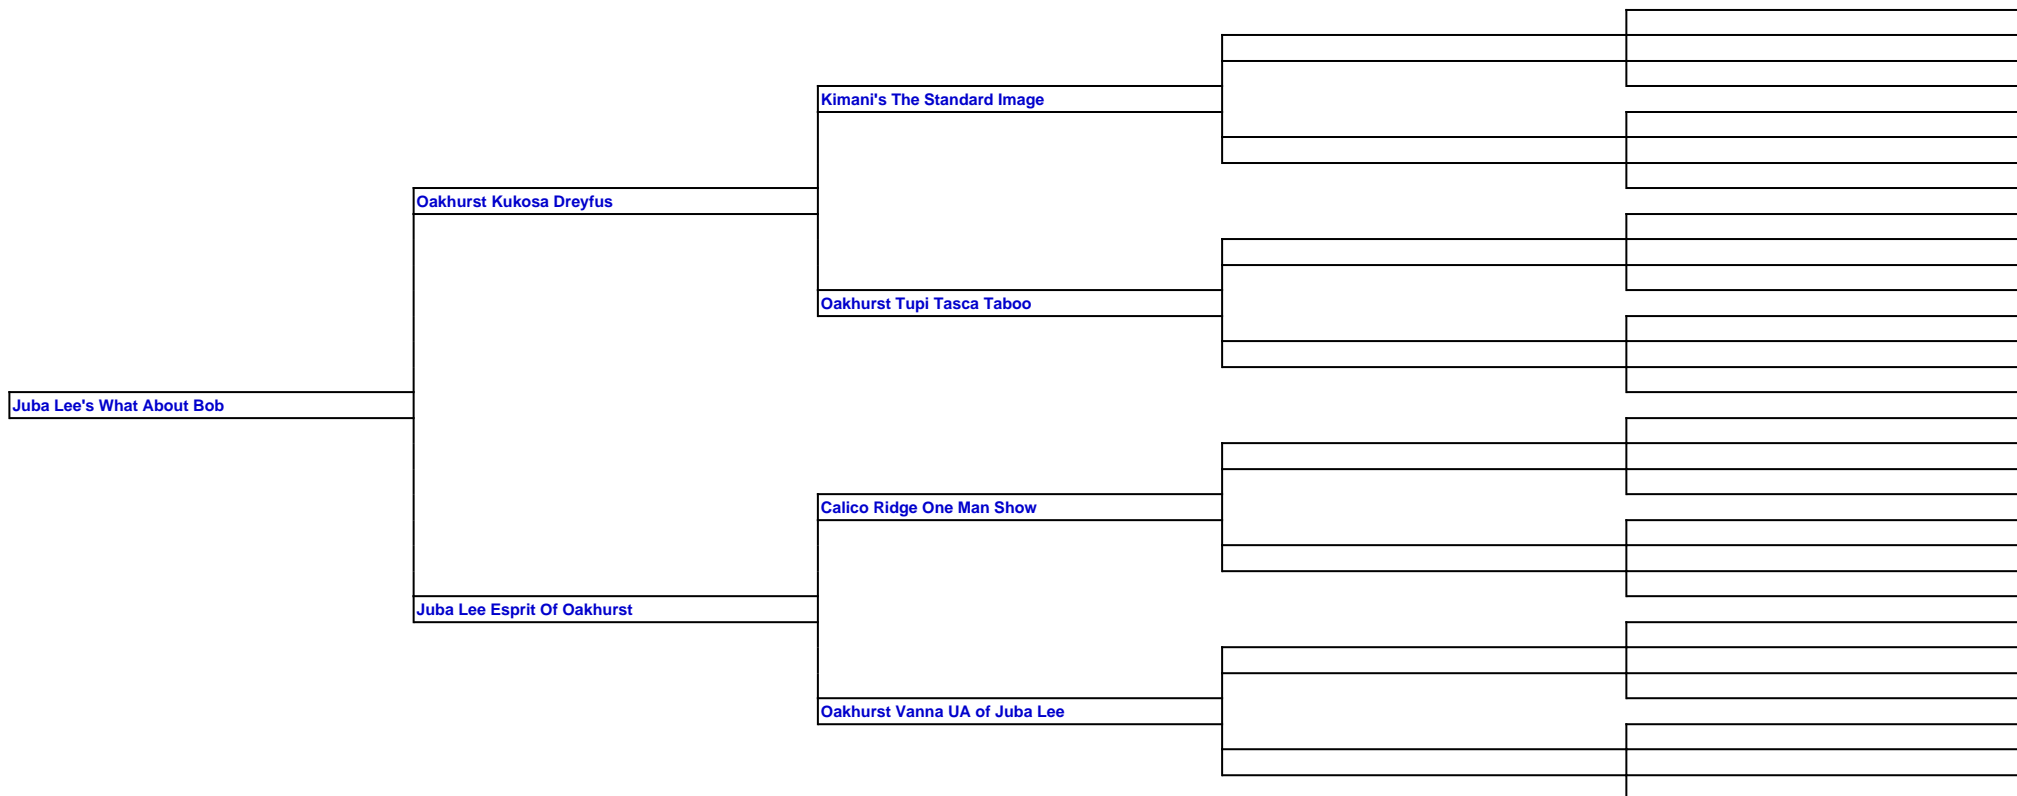 Kimani's The Standard Image
Oakhurst Kukosa Dreyfus
Oakhurst Tupi Tasca Taboo
Juba Lee's What About Bob
Calico Ridge One Man Show
Juba Lee Esprit Of Oakhurst
Oakhurst Vanna UA of Juba Lee